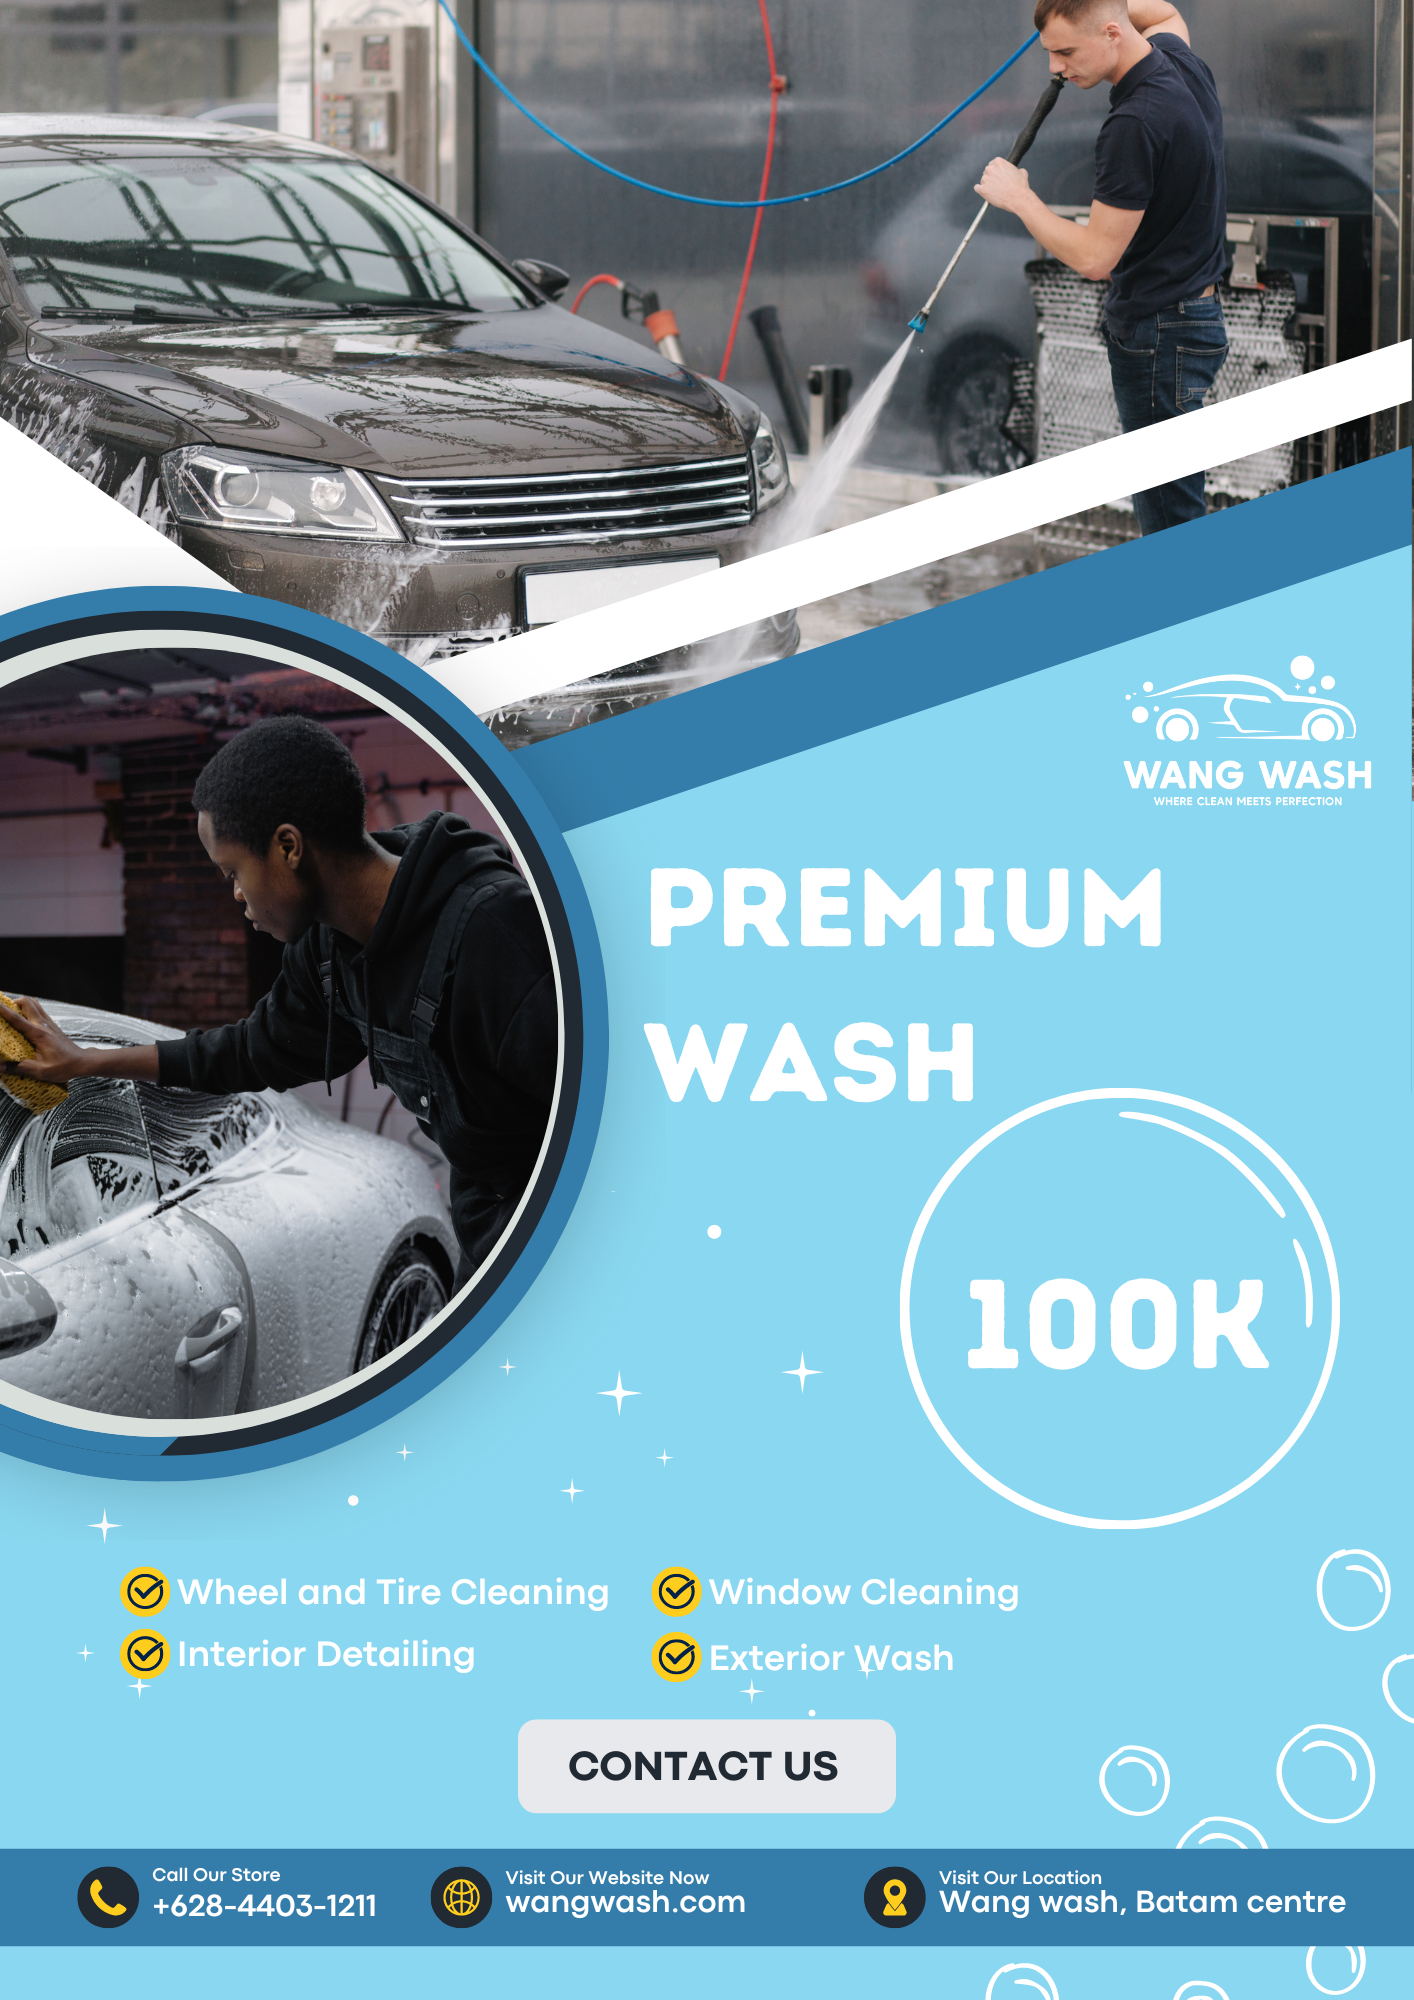 WANG WASH
WHERE CLEAN MEETS PERFECTION
PREMIUM
WASH
100K
Wheel and Tire Cleaning
Window Cleaning
Interior Detailing
Exterior Wash
CONTACT US
Call Our Store
+628-4403-1211
Visit Our Website Now
wangwash.com
Visit Our Location
Wang wash, Batam centre